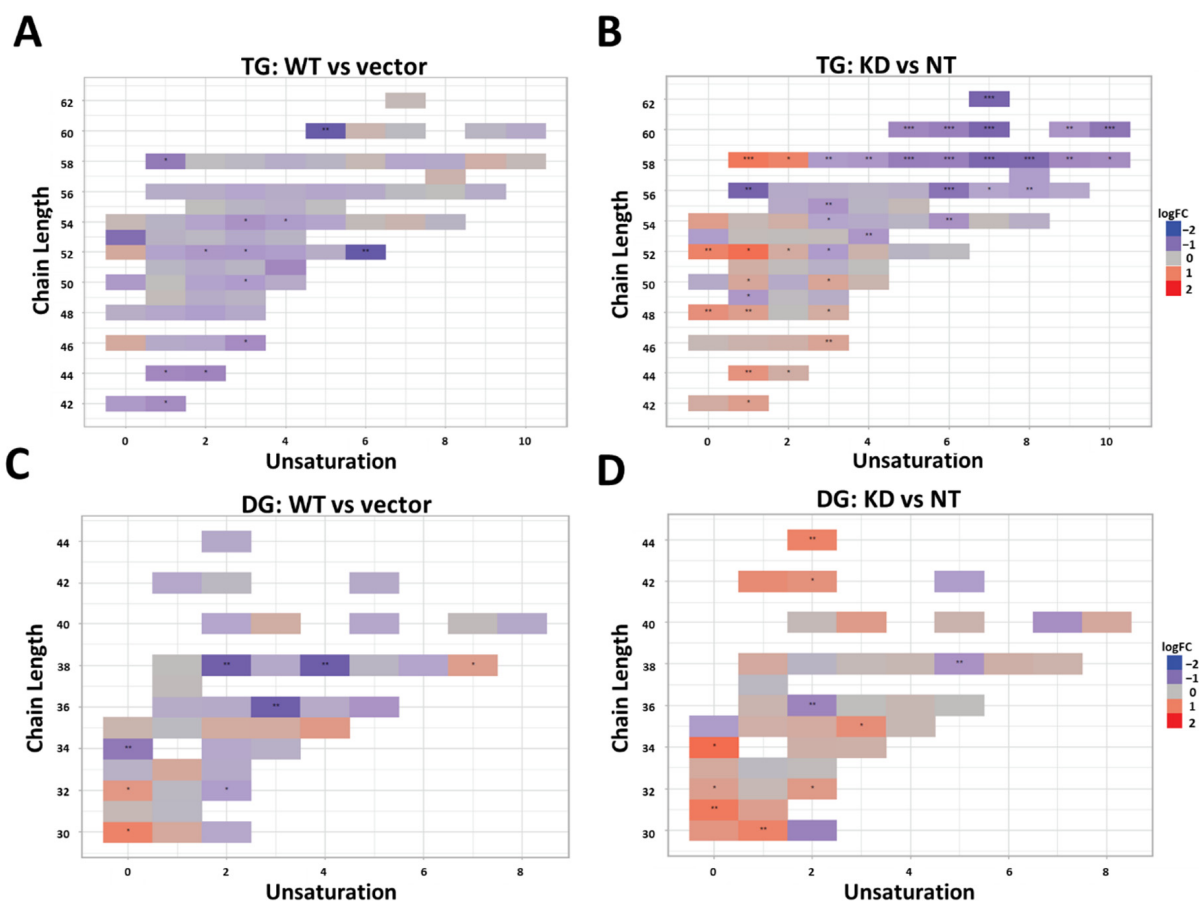 A
TG: WT vs vector
62
60
**
58
*
56
54
* *
52
* * **
50
*
48
46
*
44
* *
42
*
0 2 4 6 8 10
Chain Length
Unsaturation
B
TG: KD vs NT
62
***
60
*** *** *** ** ***
58
*** * ** ** *** *** *** *** ** *
56
** *** * **
**
54
* **
**
52
** * * *
50
* *
*
48
** ** *
46
**
44
** *
42
*
0 2 4 6 8 10
Chain Length
Unsaturation
logFC
−2
−1
0
1
2
C
DG: WT vs vector
44
42
40
38
** ** *
36
**
34
**
32
* *
30
*
0 2 4 6 8
Chain Length
Unsaturation
D
DG: KD vs NT
44
**
42
*
40
38
**
36
**
*
34
*
32
* *
**
30
**
0 2 4 6 8
Chain Length
Unsaturation
logFC
−2
−1
0
1
2